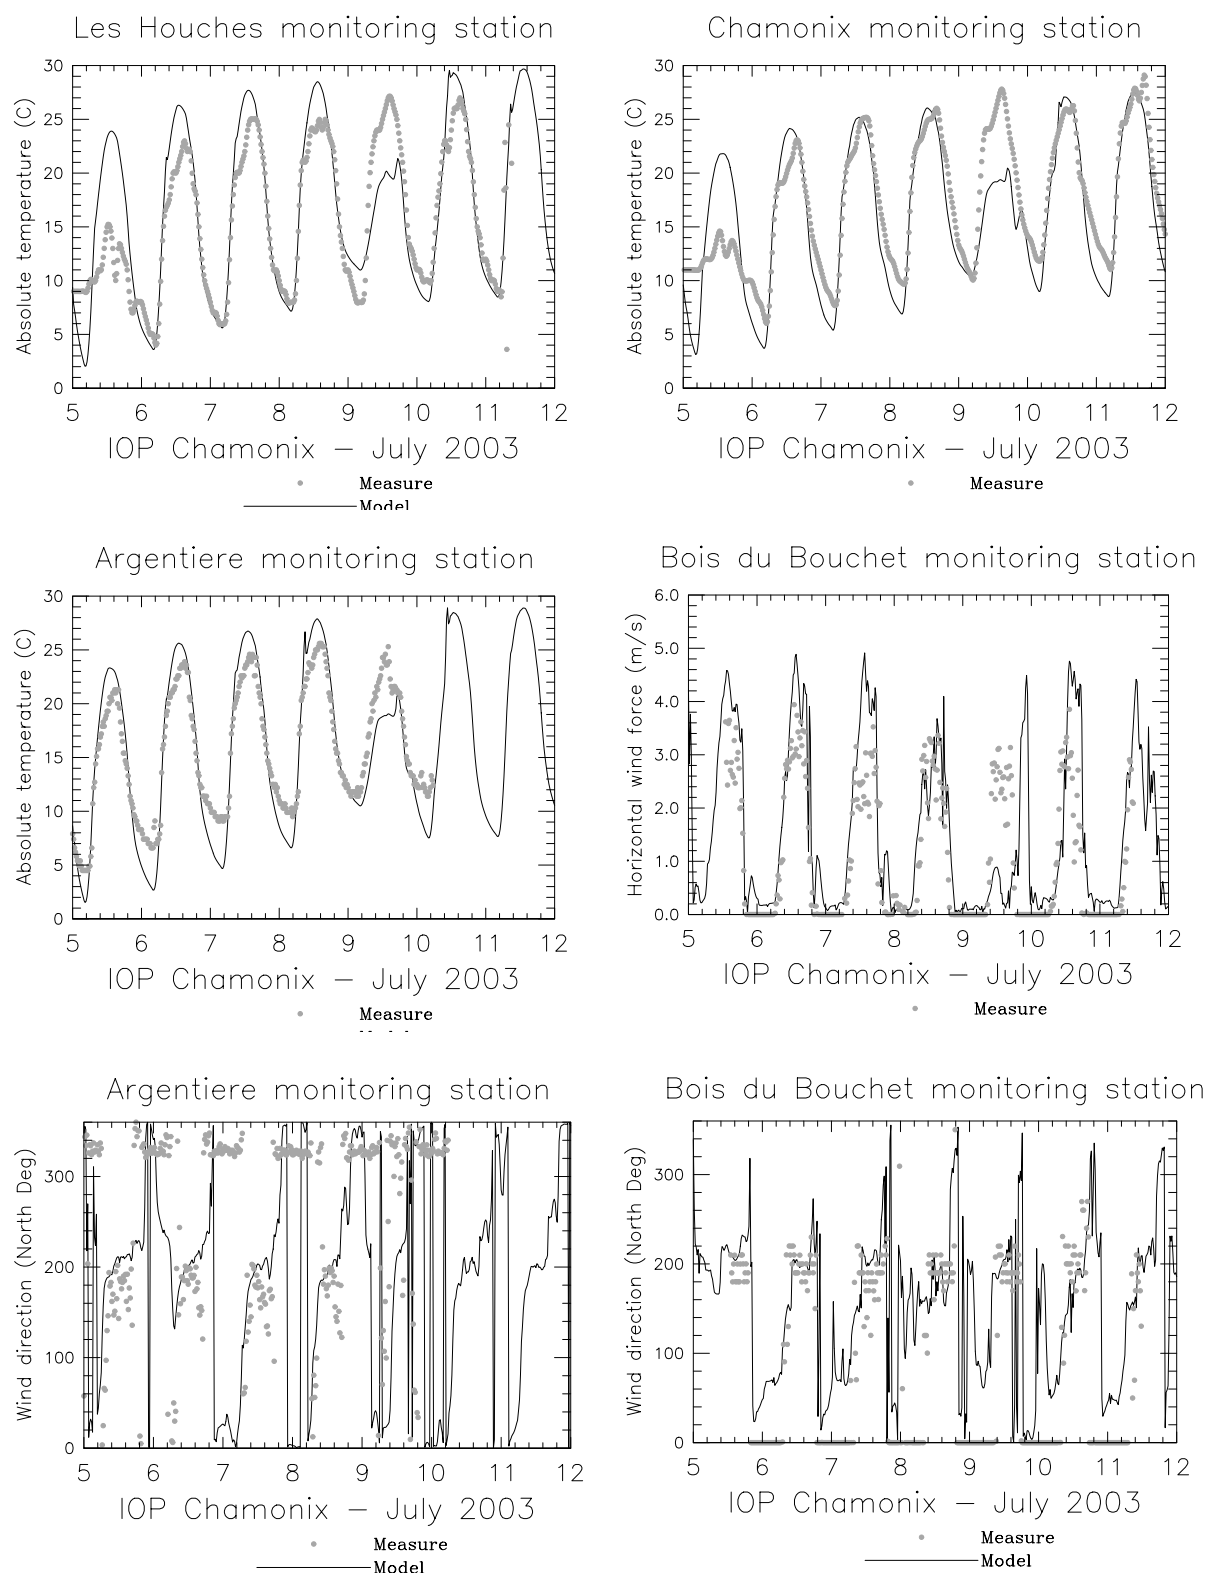 Les Houches monitoring station
Absolute temperature (C)
30
25
20
15
10
5
0
5 6 7 8 9 10 11 12
IOP Chamonix – July 2003
Measure
Model
Chamonix monitoring station
Absolute temperature (C)
30
25
20
15
10
5
0
5 6 7 8 9 10 11 12
IOP Chamonix – July 2003
Measure
Argentiere monitoring station
Absolute temperature (C)
30
25
20
15
10
5
0
5 6 7 8 9 10 11 12
IOP Chamonix – July 2003
Measure
Bois du Bouchet monitoring station
Horizontal wind force (m/s)
6.0
5.0
4.0
3.0
2.0
1.0
0.0
5 6 7 8 9 10 11 12
IOP Chamonix – July 2003
Measure
Argentiere monitoring station
Wind direction (North Deg)
300
200
100
0
5 6 7 8 9 10 11 12
IOP Chamonix – July 2003
Measure
Model
Bois du Bouchet monitoring station
Wind direction (North Deg)
300
200
100
0
5 6 7 8 9 10 11 12
IOP Chamonix – July 2003
Measure
Model